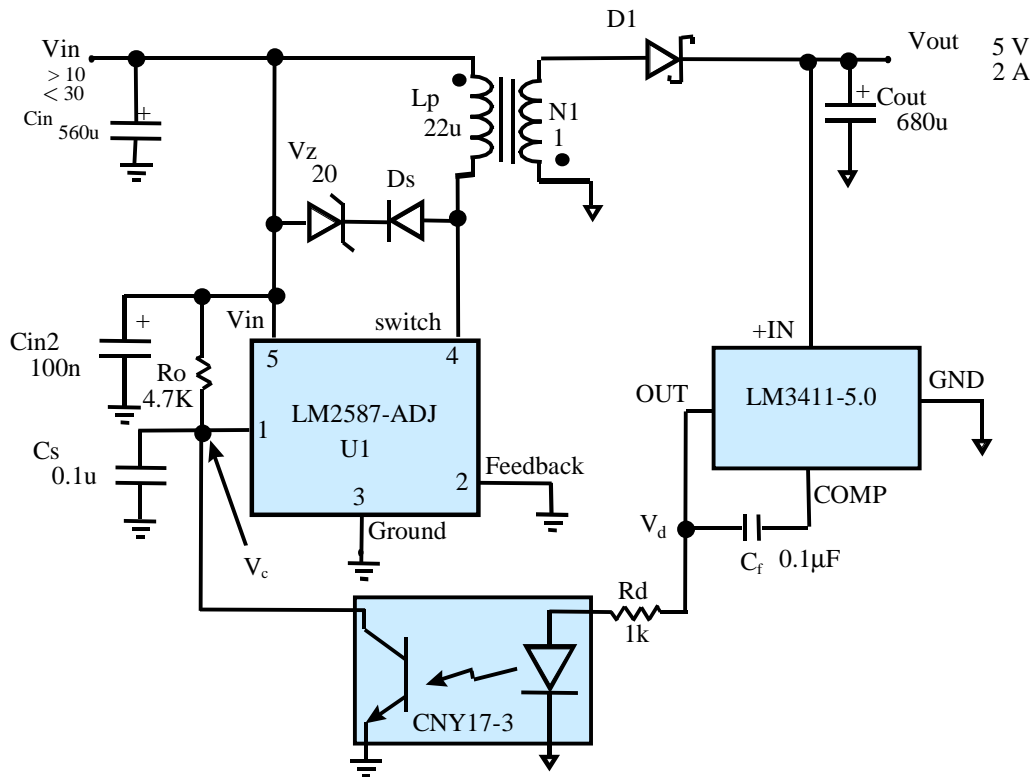 D1
Vin
Vout
5 V
2 A
> 10
< 30
Cin
560u
+
Lp
22u
N1
1
+
Cout
680u
Vz
20
Ds
Vin
switch
+IN
+
Cin2
100n
Ro
4.7K
5
4
OUT
LM3411-5.0
GND
LM2587-ADJ
U1
1
Cs
0.1u
Feedback
2
3
Ground
COMP
Vd
Vc
Cf
0.1µF
Rd
1k
CNY17-3